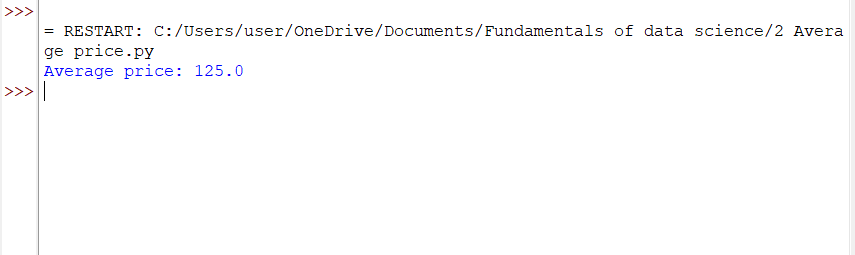 >>>
= RESTART: C:/Users/user/OneDrive/Documents/Fundamentals of data science/2 Avera
ge price.py
Average price: 125.0
>>>